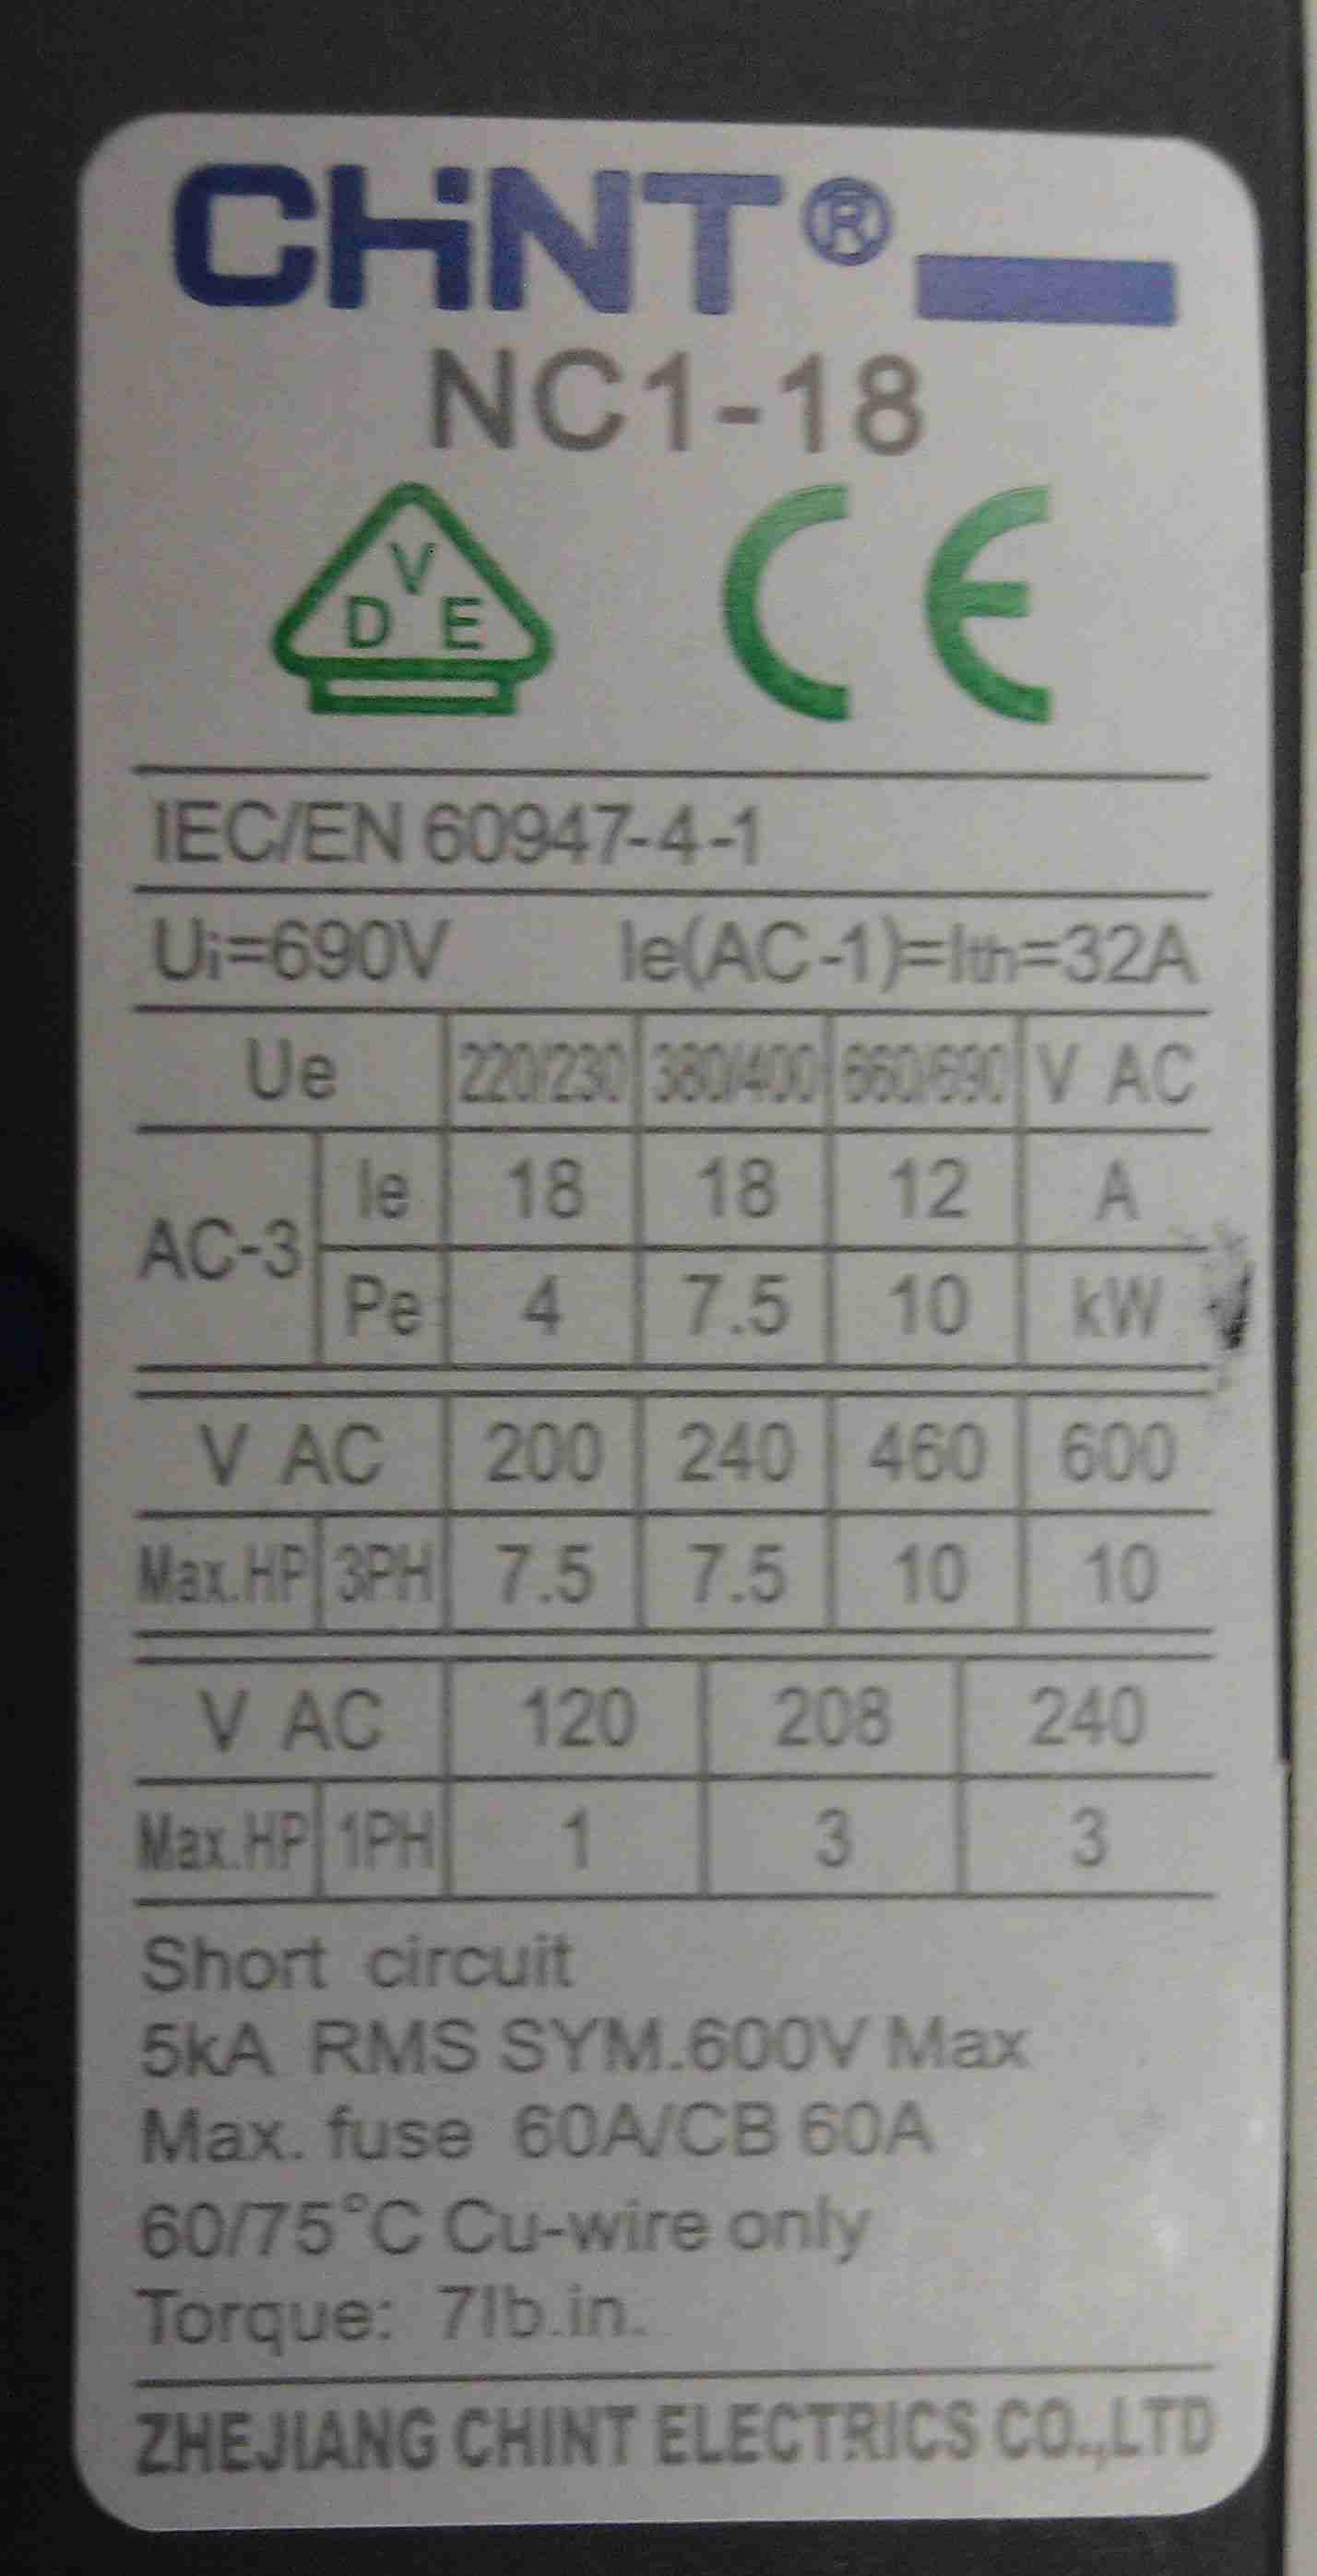 CHNT®
NC1-18
V
D E
CE
IEC/EN 60947-4-1
Ui=690V Ie(AC-1)=Ith=32A
Ue 220/230 380/400 660/690 V AC
AC-3 Ie 18 18 12 A
Pe 4 7.5 10 kW
V AC 200 240 460 600
Max.HP 3PH 7.5 7.5 10 10
V AC 120 208 240
Max.HP 1PH 1 3 3
Short circuit
5kA RMS SYM.600V Max
Max. fuse 60A/CB 60A
60/75°C Cu-wire only
Torque: 7lb.in.
ZHEJIANG CHINT ELECTRICS CO.,LTD